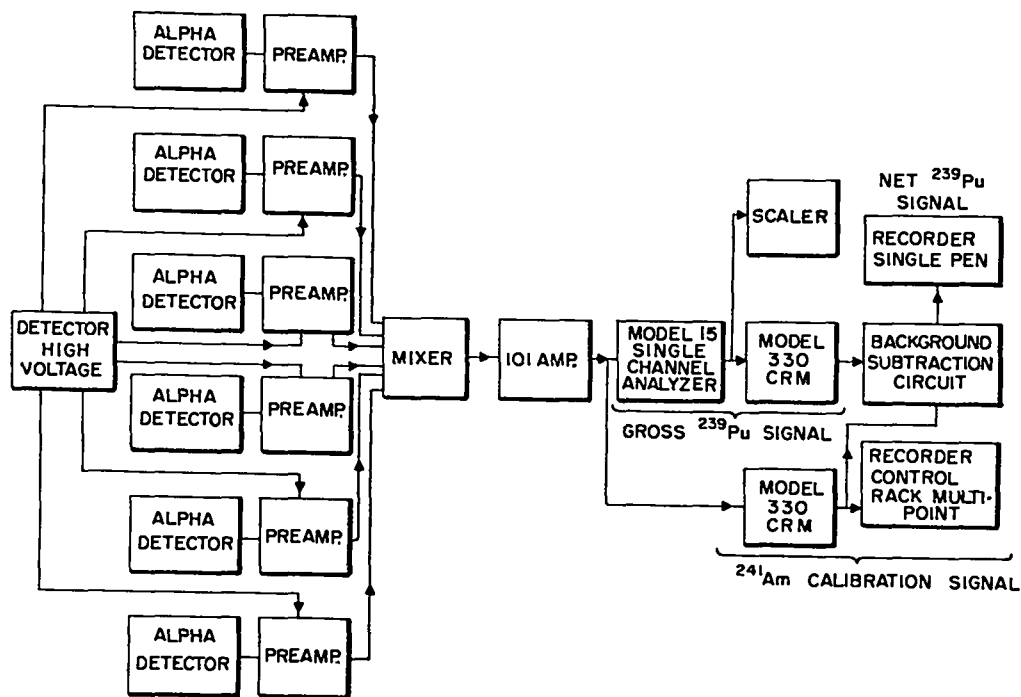 ALPHA
DETECTOR
PREAMP.
ALPHA
DETECTOR
PREAMP.
ALPHA
DETECTOR
PREAMP.
DETECTOR
HIGH
VOLTAGE
ALPHA
DETECTOR
PREAMP.
ALPHA
DETECTOR
PREAMP.
ALPHA
DETECTOR
PREAMP.
MIXER
101 AMP.
MODEL 15
SINGLE
CHANNEL
ANALYZER
SCALER
MODEL
330
CRM
GROSS ²³⁹Pu SIGNAL
NET ²³⁹Pu
SIGNAL
RECORDER
SINGLE PEN
BACKGROUND
SUBTRACTION
CIRCUIT
MODEL
330
CRM
RECORDER
CONTROL
RACK MULTI-
POINT
²⁴¹Am CALIBRATION SIGNAL